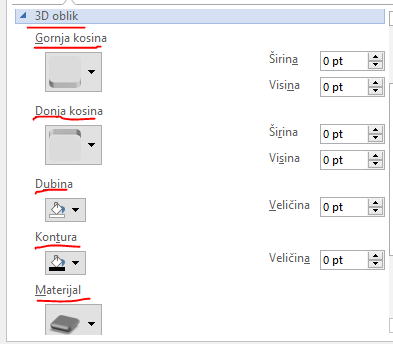 3D oblik
Gornja kosina
Širina 0 pt
Visina 0 pt
Donja kosina
Širina 0 pt
Visina 0 pt
Dubina
Veličina 0 pt
Kontura
Veličina 0 pt
Materijal